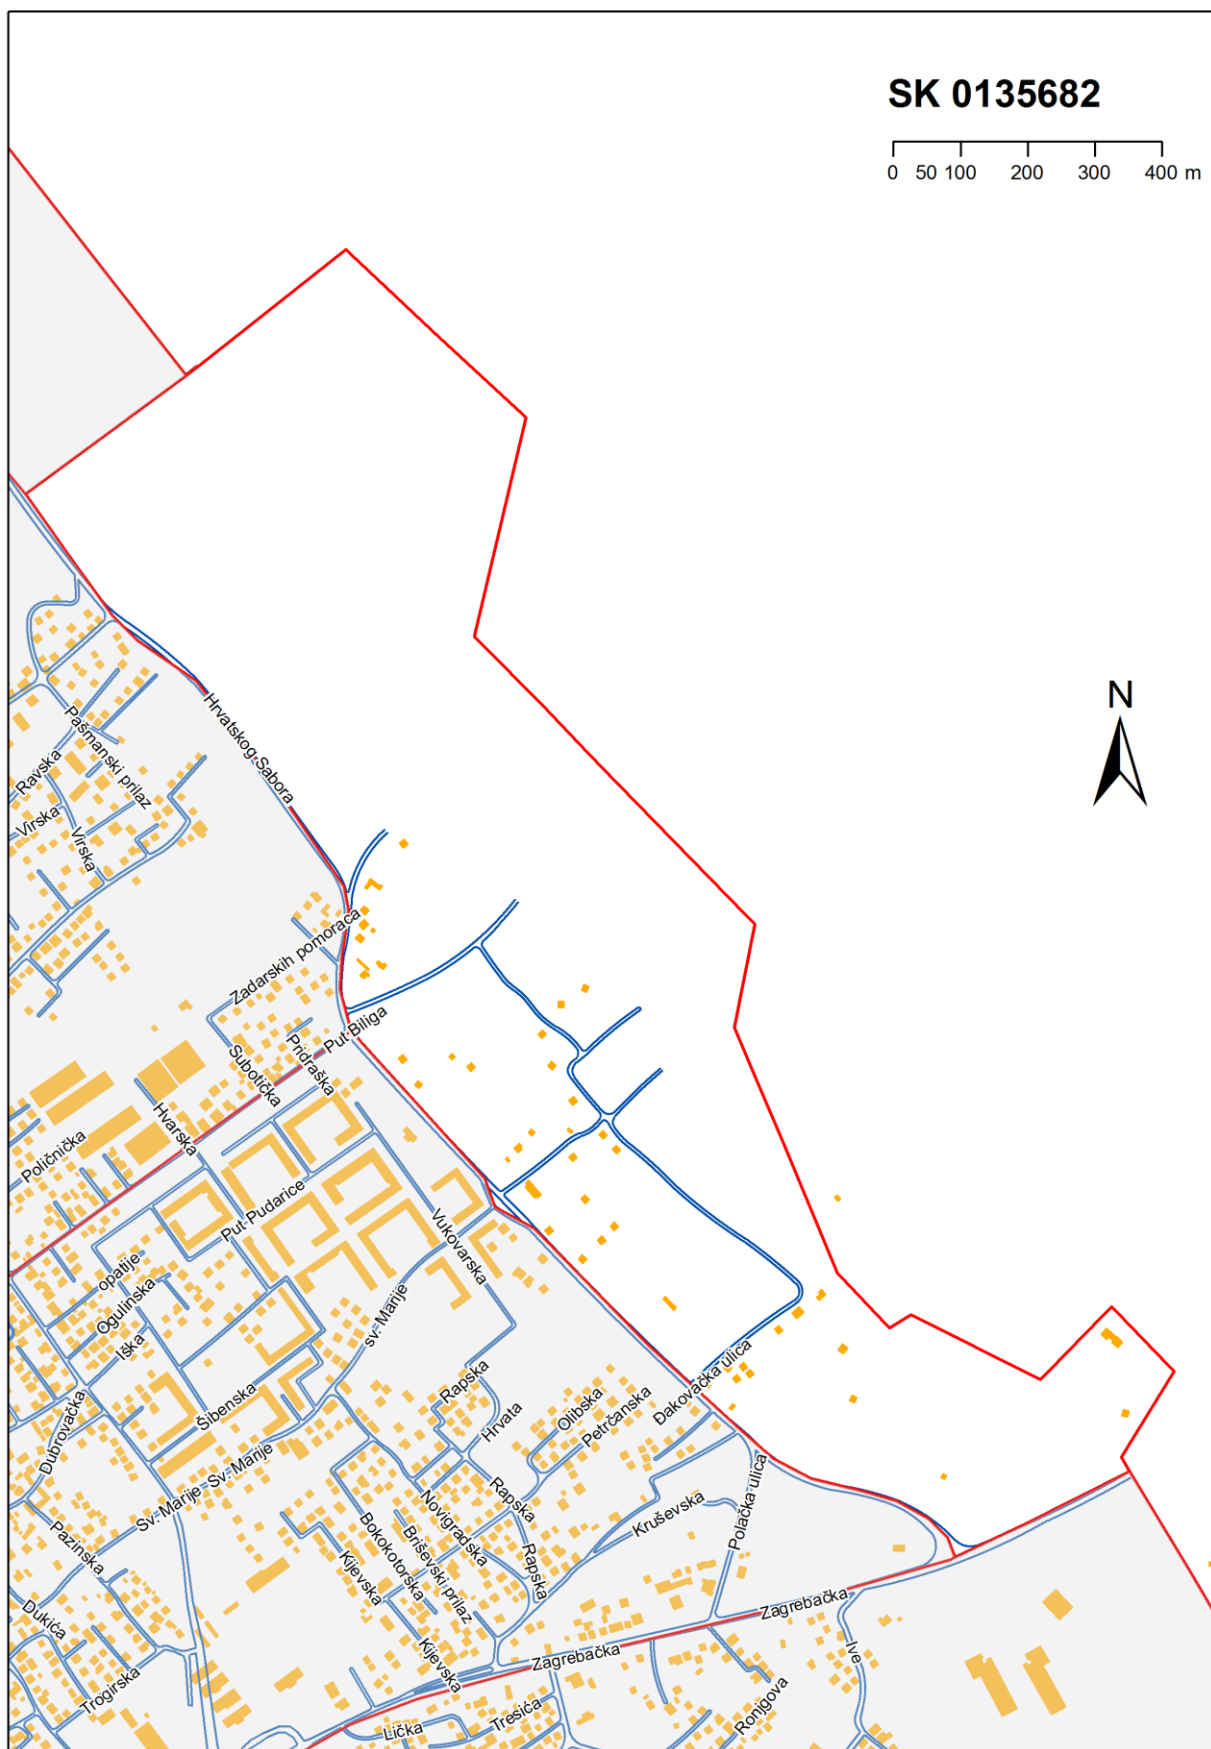 SK 0135682
0 50 100 200 300 400 m
N
Hrvatskog Sabora
Pašmanski prilaz
Ravska
Virska
Virska
Zadarskih pomoraca
Put Biliga
Pridraška
Subotička
Hvarska
Poličnička
Put Pudarice
Vukovarska
opatije
Ogulinska
Iška
sv. Marije
Šibenska
Rapska
Hrvata
Olibska
Petrčanska
Đakovačka ulica
Dubrovačka
Sv. Marije
Sv. Marije
Rapska
Novigradska
Kruševska
Polačka ulica
Pazinska
Bokokotorska
Briševski prilaz
Rapska
Kijevska
Dukića
Zagrebačka
Zagrebačka
Kijevska
Ive
Trogirska
Lička
Tresića
Ronjgova